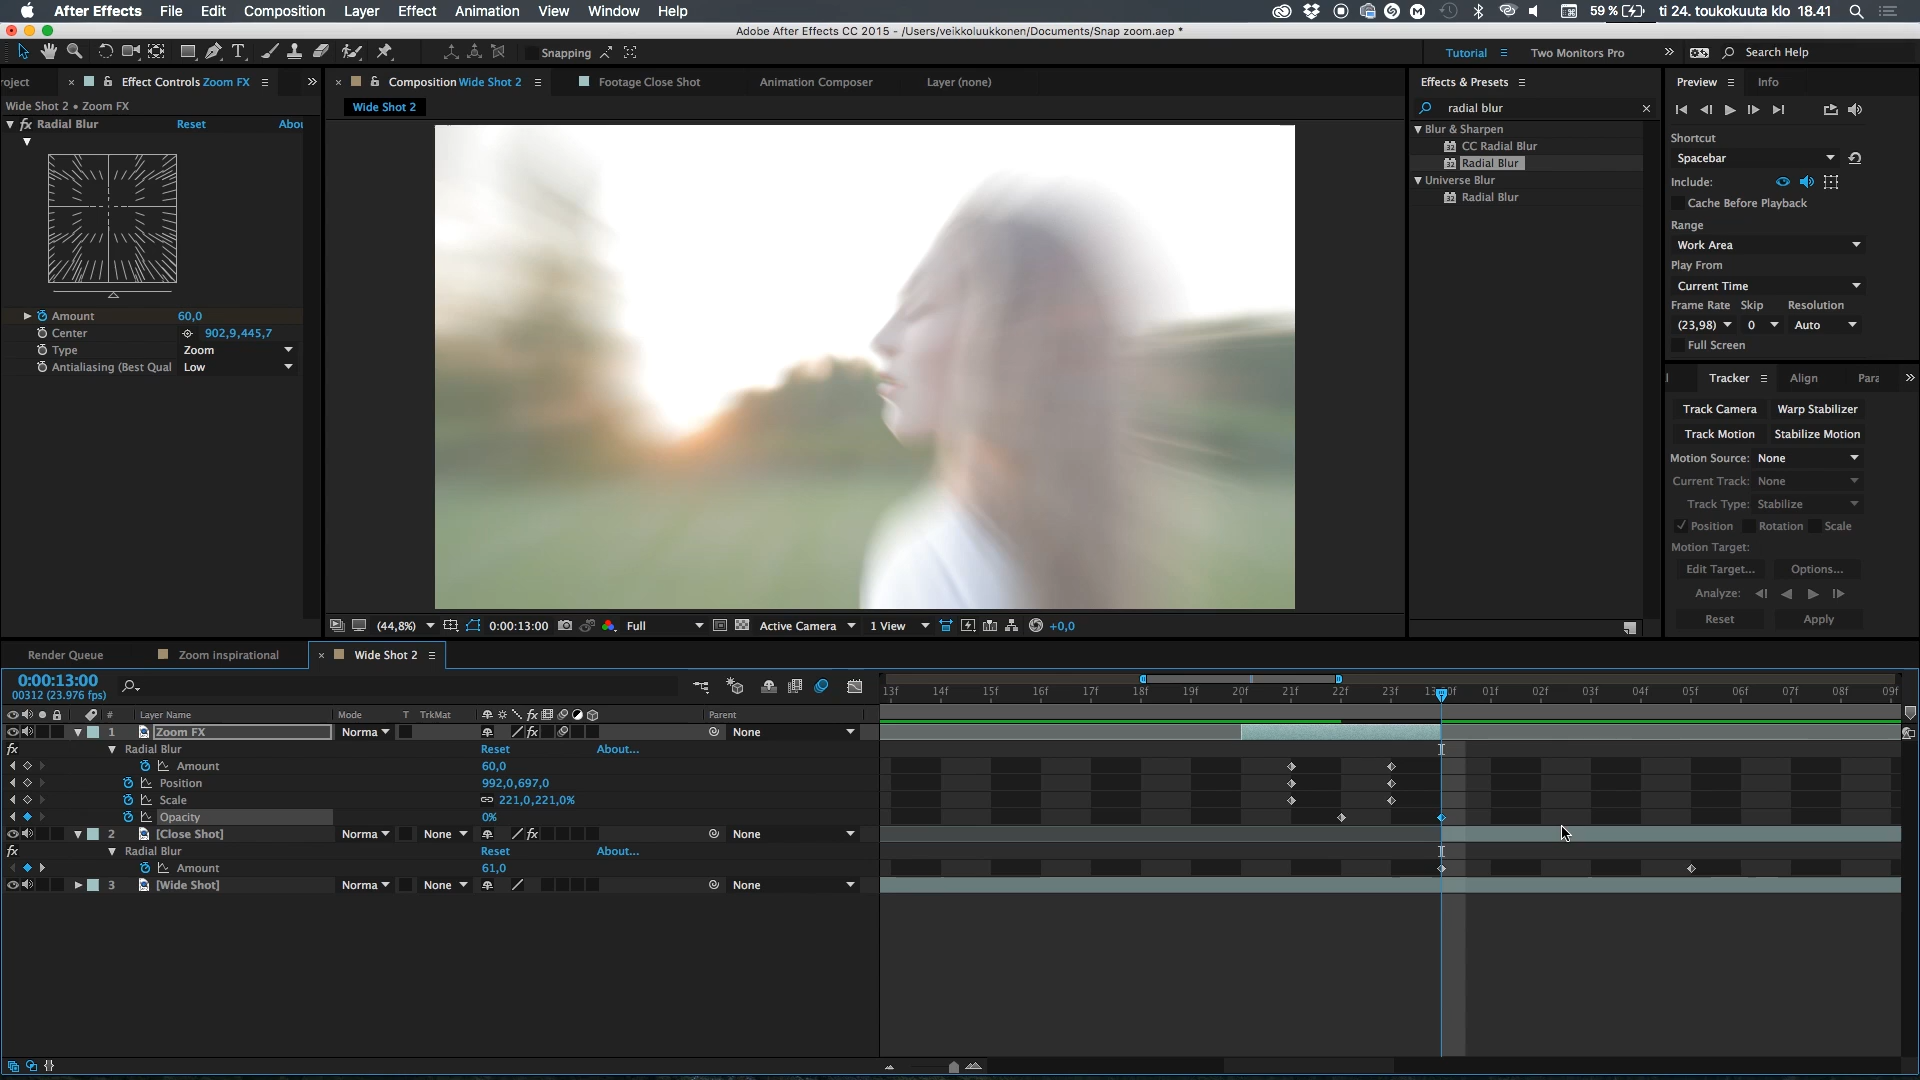 After Effects File Edit Composition Layer Effect Animation View Window Help 59 % ti 24. toukokuuta klo 18.41
Adobe After Effects CC 2015 - /Users/veikkoluukkonen/Documents/Snap zoom.aep *
Snapping Tutorial Two Monitors Pro Search Help
roject Effect Controls Zoom FX
Wide Shot 2 • Zoom FX
fx Radial Blur Reset Abou
Amount 60,0
Center 902,9,445,7
Type Zoom
Antialiasing (Best Qual Low
Composition Wide Shot 2 Footage Close Shot Animation Composer Layer (none)
Wide Shot 2
(44,8%) 0:00:13:00 Full Active Camera 1 View +0,0
Effects & Presets
radial blur
Blur & Sharpen
CC Radial Blur
Radial Blur
Universe Blur
Radial Blur
Preview Info
Shortcut
Spacebar
Include:
Cache Before Playback
Range
Work Area
Play From
Current Time
Frame Rate Skip Resolution
(23,98) 0 Auto
Full Screen
Tracker Align Para
Track Camera Warp Stabilizer
Track Motion Stabilize Motion
Motion Source: None
Current Track: None
Track Type: Stabilize
Position Rotation Scale
Motion Target:
Edit Target... Options...
Analyze:
Reset Apply
Render Queue Zoom inspirational Wide Shot 2
0:00:13:00
00312 (23.976 fps)
13f 14f 15f 16f 17f 18f 19f 20f 21f 22f 23f 01f 02f 03f 04f 05f 06f 07f 08f 09f
# Layer Name Mode T TrkMat fx Parent
1 Zoom FX Norma fx None
fx Radial Blur Reset About...
Amount 60,0
Position 992,0,697,0
Scale 221,0,221,0%
Opacity 0%
2 [Close Shot] Norma None fx None
fx Radial Blur Reset About...
Amount 61,0
3 [Wide Shot] Norma None None